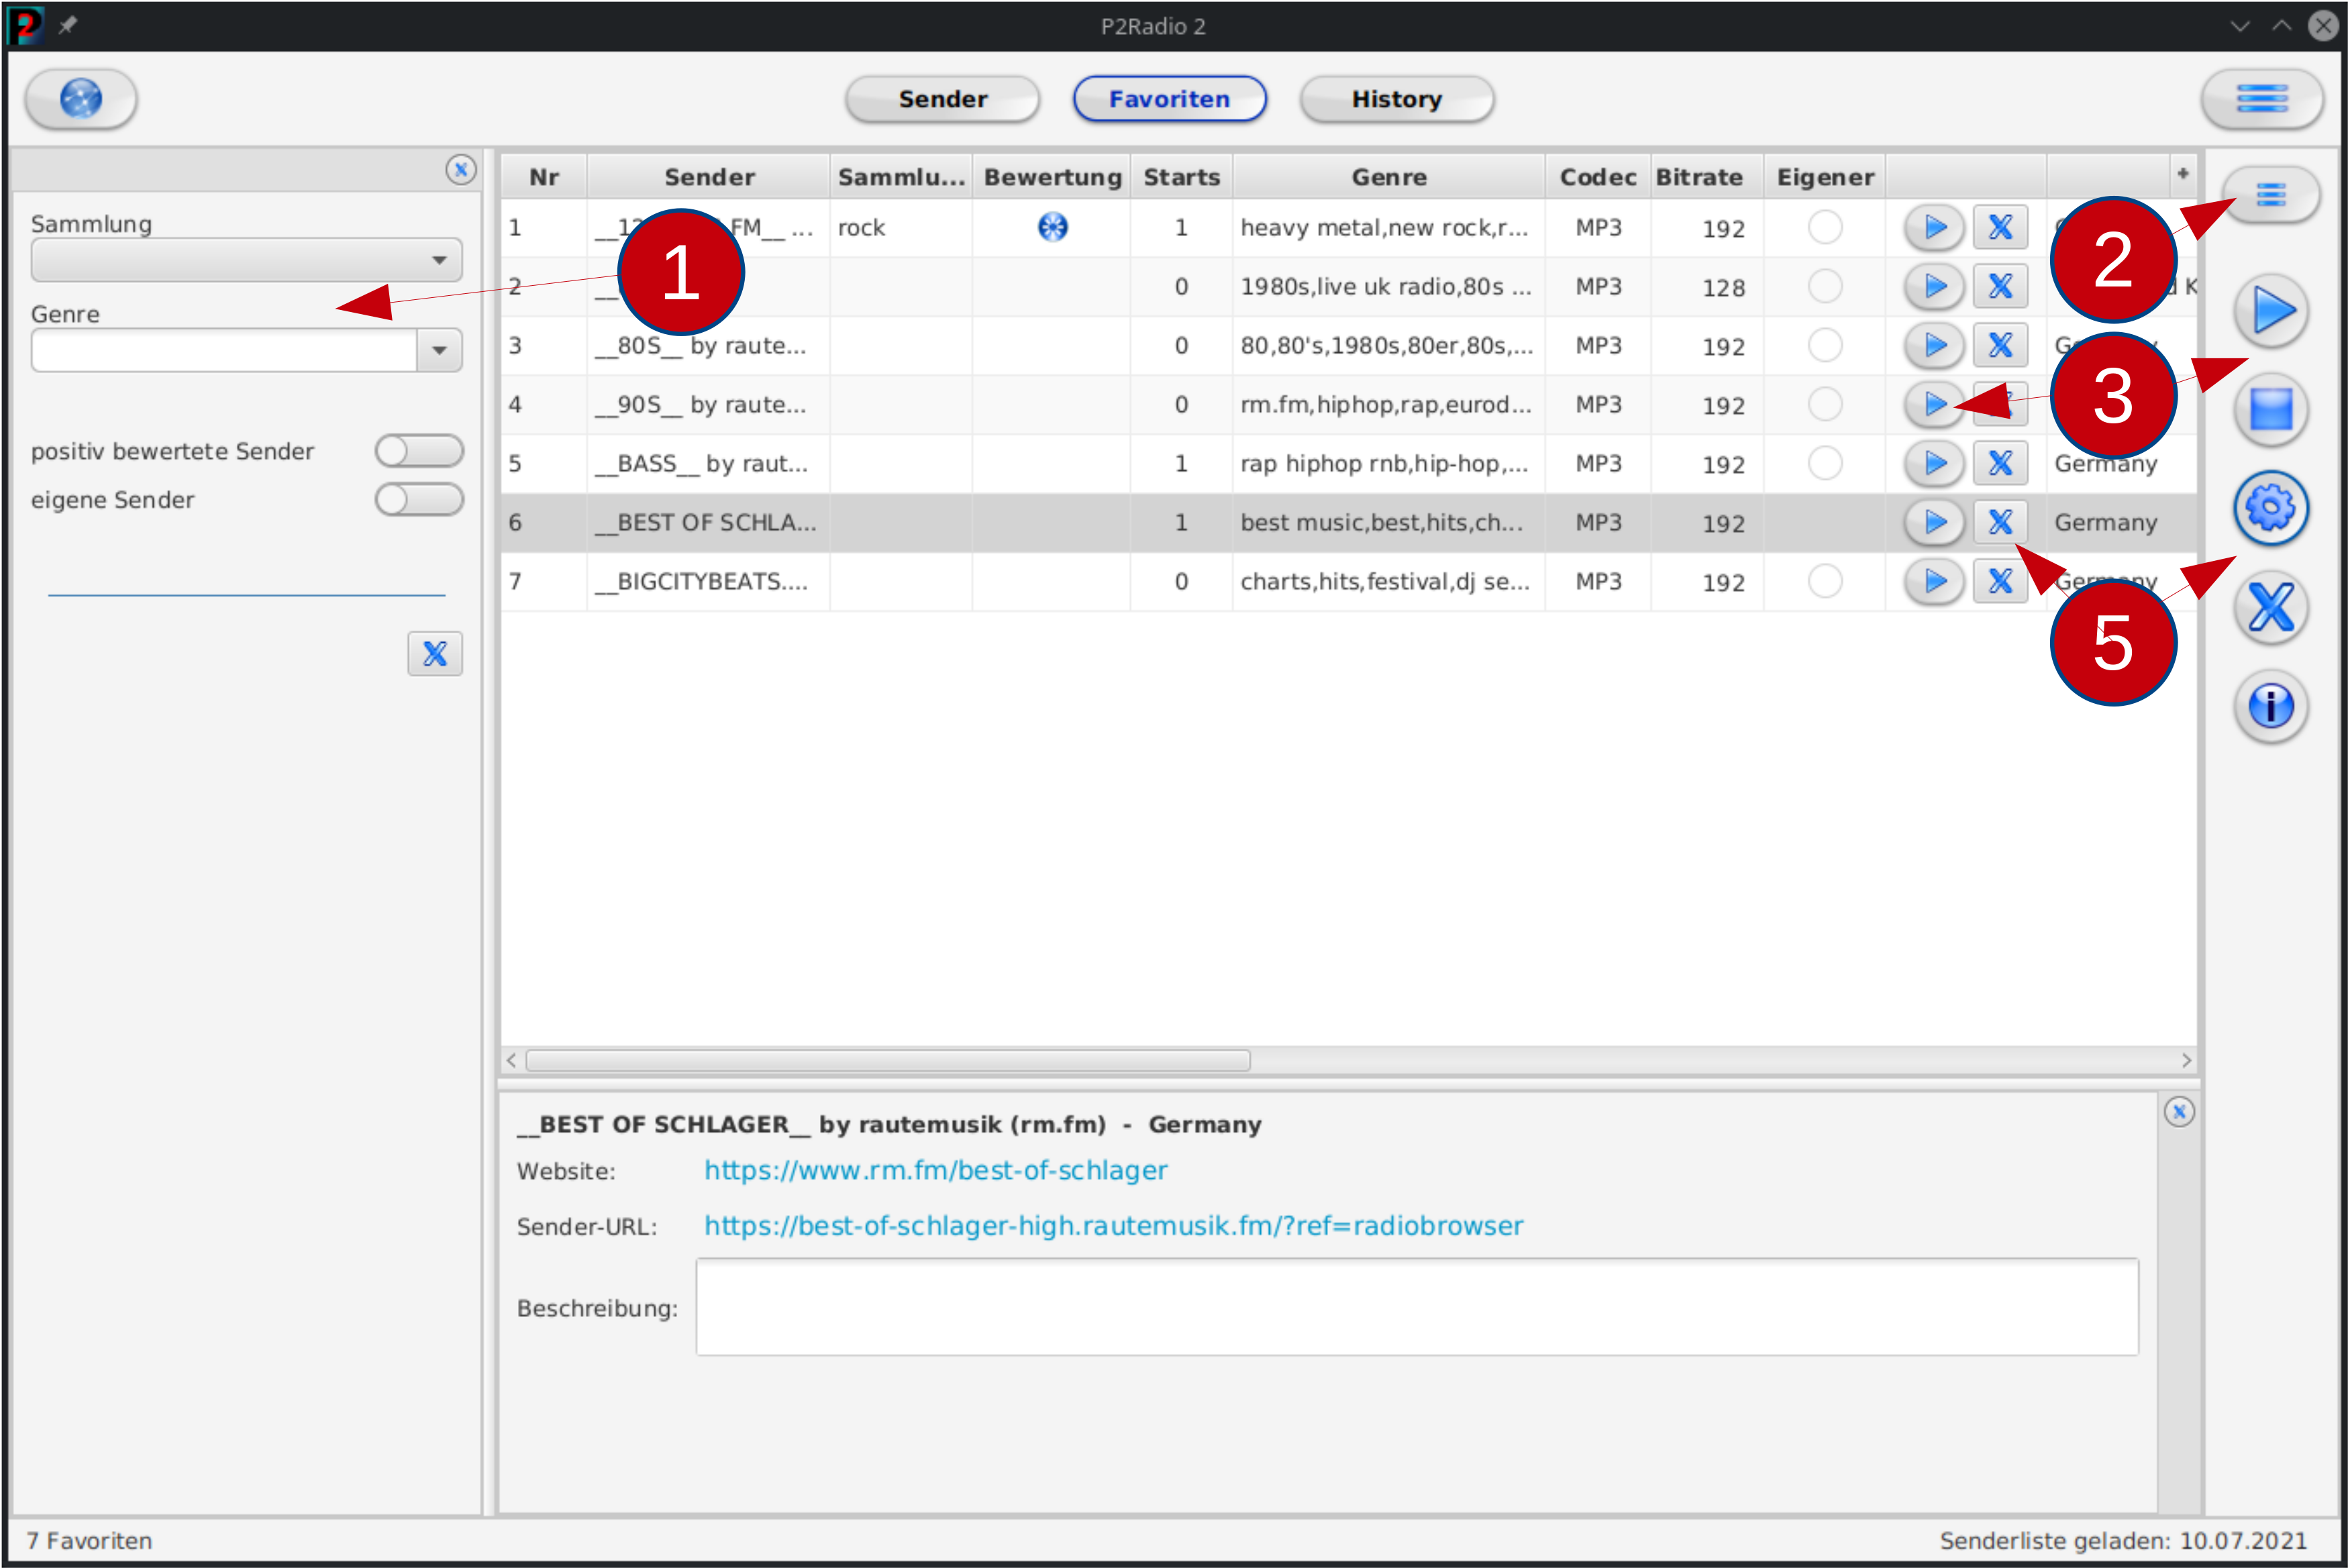 P2Radio 2
Sender Favoriten History
Nr Sender Sammlu... Bewertung Starts Genre Codec Bitrate Eigener +
Sammlung
Genre
positiv bewertete Sender
eigene Sender
1 FM__ ... rock 1 heavy metal,new rock,r... MP3 192
2 0 1980s,live uk radio,80s ... MP3 128
3 __80S__ by raute... 0 80,80's,1980s,80er,80s,... MP3 192
4 __90S__ by raute... 0 rm.fm,hiphop,rap,eurod... MP3 192
5 __BASS__ by raut... 1 rap hiphop rnb,hip-hop,... MP3 192 Germany
6 __BEST OF SCHLA... 1 best music,best,hits,ch... MP3 192 Germany
7 __BIGCITYBEATS.... 0 charts,hits,festival,dj se... MP3 192 Germany
1
2
3
5
__BEST OF SCHLAGER__ by rautemusik (rm.fm) - Germany
Website: https://www.rm.fm/best-of-schlager
Sender-URL: https://best-of-schlager-high.rautemusik.fm/?ref=radiobrowser
Beschreibung:
7 Favoriten
Senderliste geladen: 10.07.2021